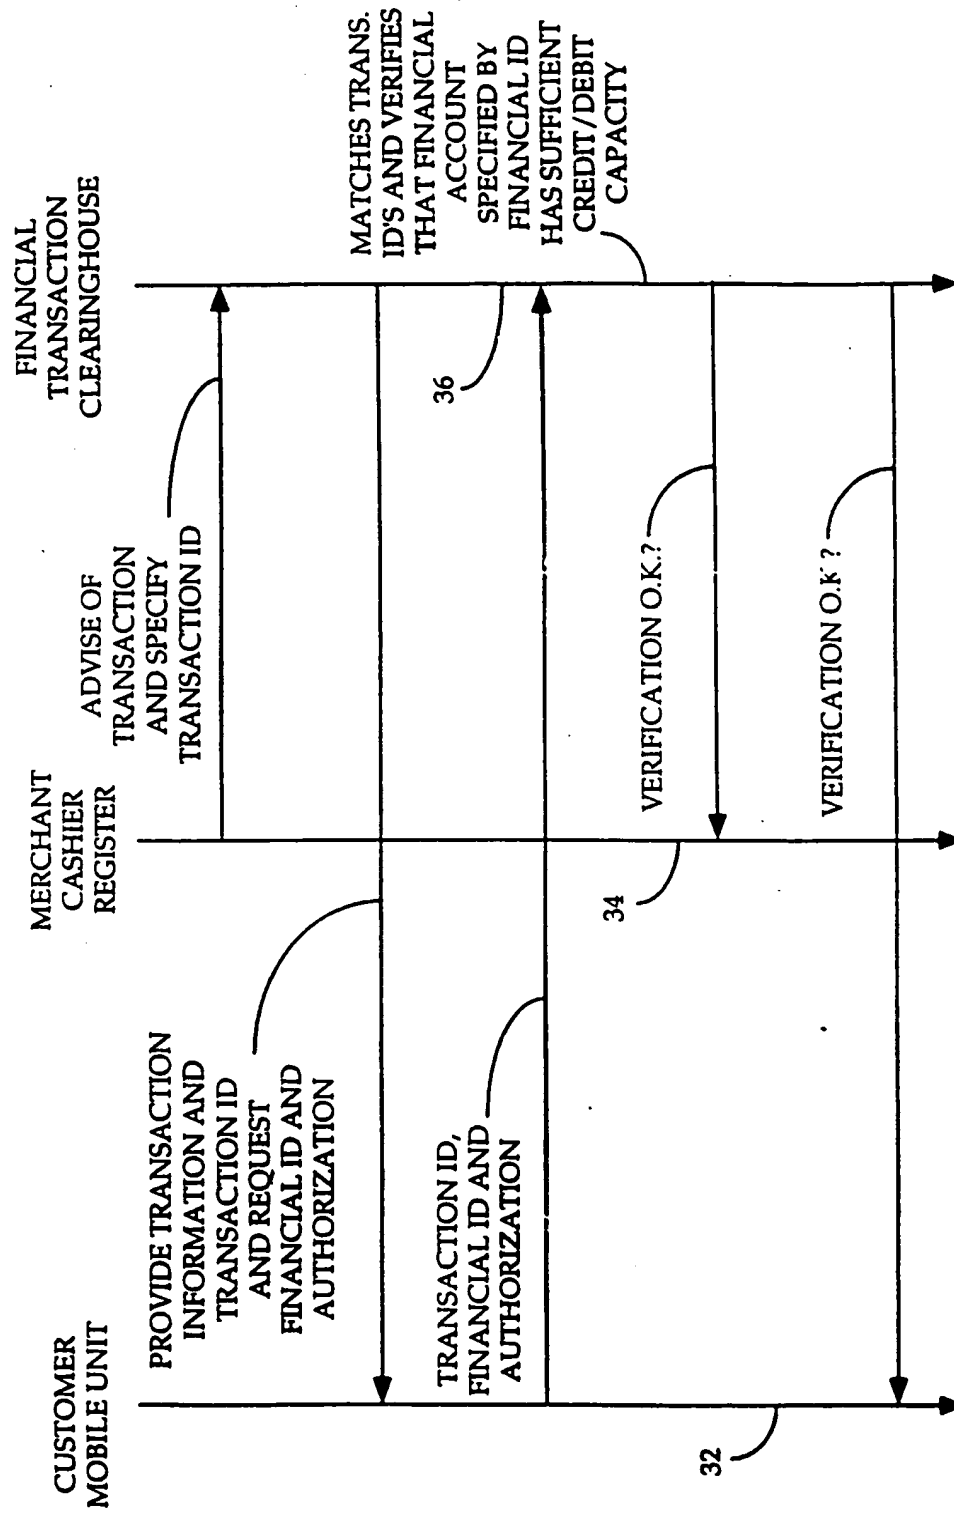 CUSTOMER
MOBILE UNIT
MERCHANT
CASHIER
REGISTER
FINANCIAL
TRANSACTION
CLEARINGHOUSE
ADVISE OF
TRANSACTION
AND SPECIFY
TRANSACTION ID
PROVIDE TRANSACTION
INFORMATION AND
TRANSACTION ID
AND REQUEST
FINANCIAL ID AND
AUTHORIZATION
TRANSACTION ID,
FINANCIAL ID AND
AUTHORIZATION
36
MATCHES TRANS.
ID'S AND VERIFIES
THAT FINANCIAL
ACCOUNT
SPECIFIED BY
FINANCIAL ID
HAS SUFFICIENT
CREDIT/DEBIT
CAPACITY
34
VERIFICATION O.K.?
32
VERIFICATION O.K ?